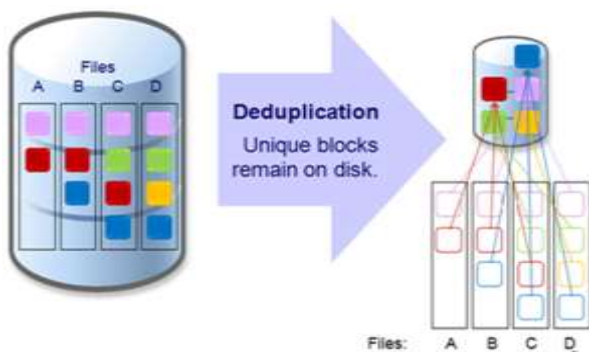 Files
A B C D
Deduplication
Unique blocks
remain on disk.
Files: A B C D